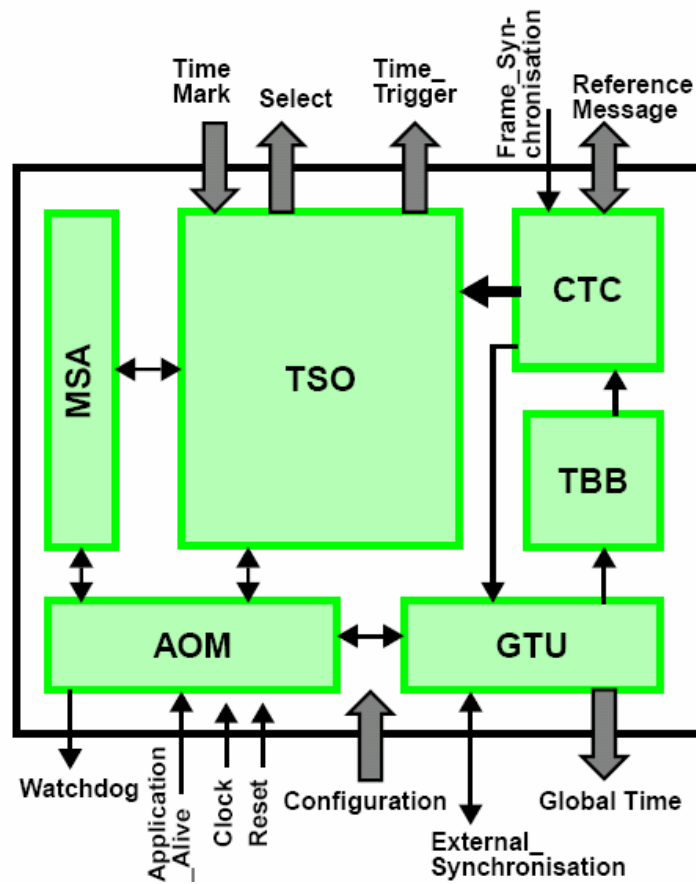 Time
Mark
Select
Time_
Trigger
Frame_Syn-
chronisation
Reference
Message
MSA
TSO
CTC
TBB
AOM
GTU
Watchdog
Application
_Alive
Clock
Reset
Configuration
External_
Synchronisation
Global Time